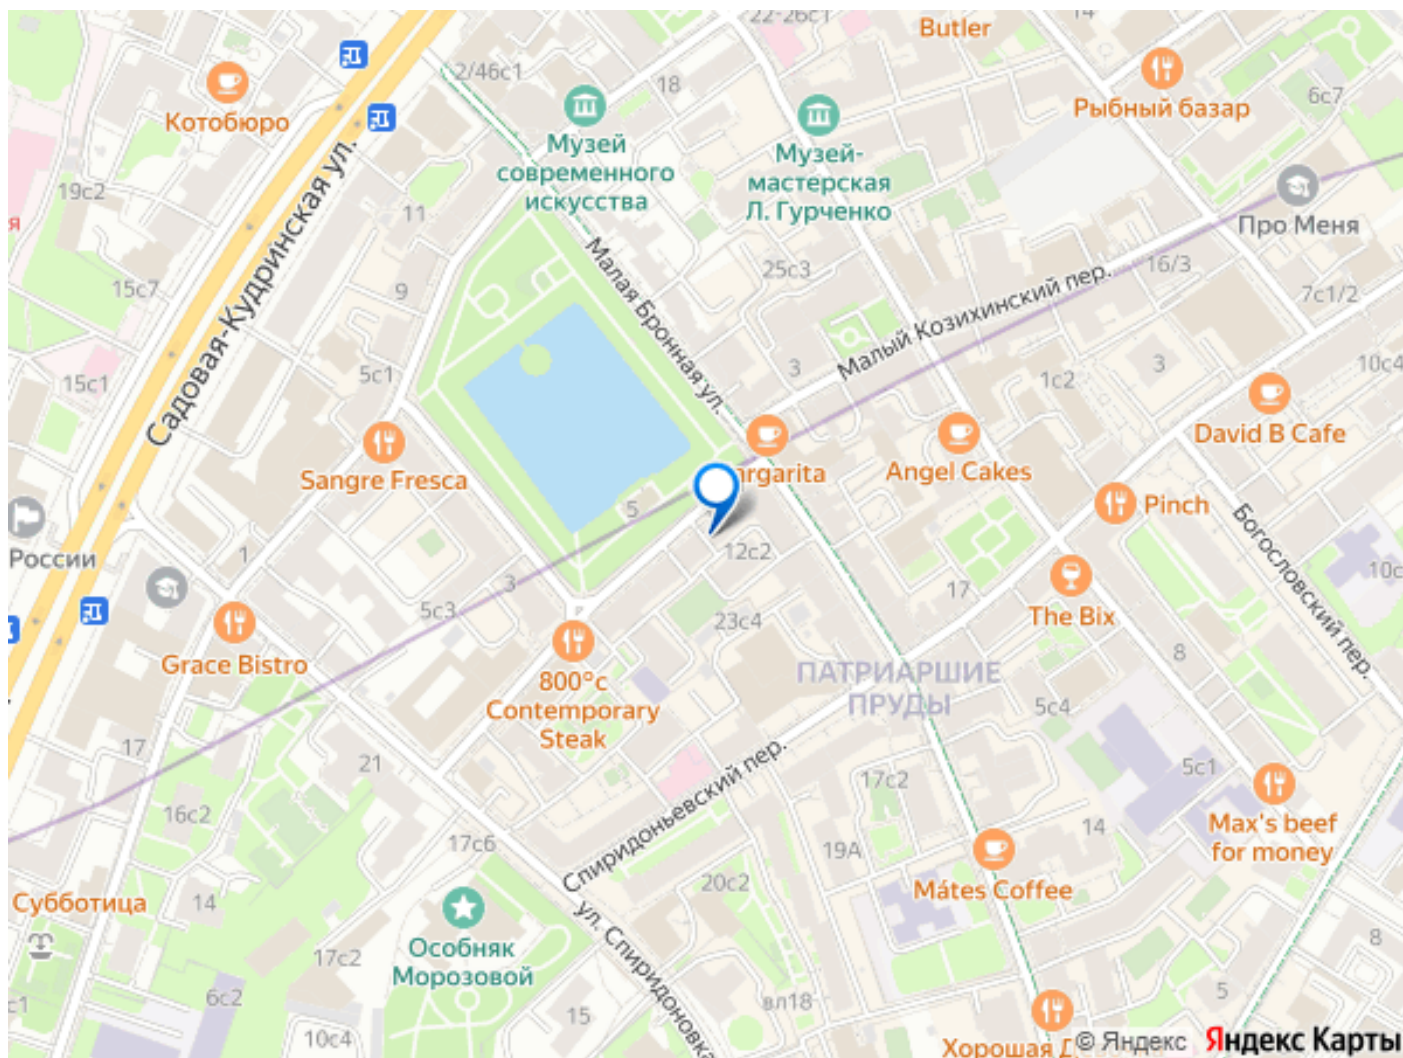 22-26с1
14
Butler
2/46с1
18
Котобюро
Рыбный базар
6с7
Музей
современного
искусства
Музей-
мастерская
Л. Гурченко
19с2
я
11
Садовая-Кудринская ул.
Про Меня
Малая Бронная ул.
25с3
16/3
15с7
9
7с1/2
Малый Козихинский пер.
3
3
10с4
15с1
5с1
1с2
David B Cafe
Sangre Fresca
argarita
Angel Cakes
5
Pinch
России
1
12с2
Богословский пер.
10с
3
5с3
17
The Bix
23с4
Grace Bistro
8
800°c
Contemporary
Steak
ПАТРИАРШИЕ
ПРУДЫ
5с4
17
21
Спиридоньевский пер.
17с2
5с1
16с2
17с6
19А
14
Max's beef
for money
20с2
Mátes Coffee
Субботица
14
ул. Спиридоновка
Особняк
Морозовой
17с2
8
с1
6с2
вл18
5
15
10с4
Хорошая Д
© Яндекс
Яндекс Карты